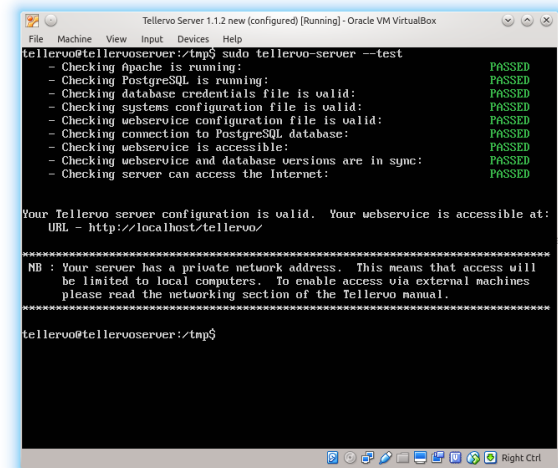 Tellervo Server 1.1.2 new (configured) [Running] - Oracle VM VirtualBox
File Machine View Input Devices Help
tellervo@tellervoserver:/tmp$ sudo tellervo-server --test
- Checking Apache is running: PASSED
- Checking PostgreSQL is running: PASSED
- Checking database credentials file is valid: PASSED
- Checking systems configuration file is valid: PASSED
- Checking webservice configuration file is valid: PASSED
- Checking connection to PostgreSQL database: PASSED
- Checking webservice is accessible: PASSED
- Checking webservice and database versions are in sync: PASSED
- Checking server can access the Internet: PASSED
Your Tellervo server configuration is valid. Your webservice is accessible at:
URL - http://localhost/tellervo/
******************************************************************************
NB : Your server has a private network address. This means that access will
be limited to local computers. To enable access via external machines
please read the networking section of the Tellervo manual.
******************************************************************************
tellervo@tellervoserver:/tmp$
Right Ctrl